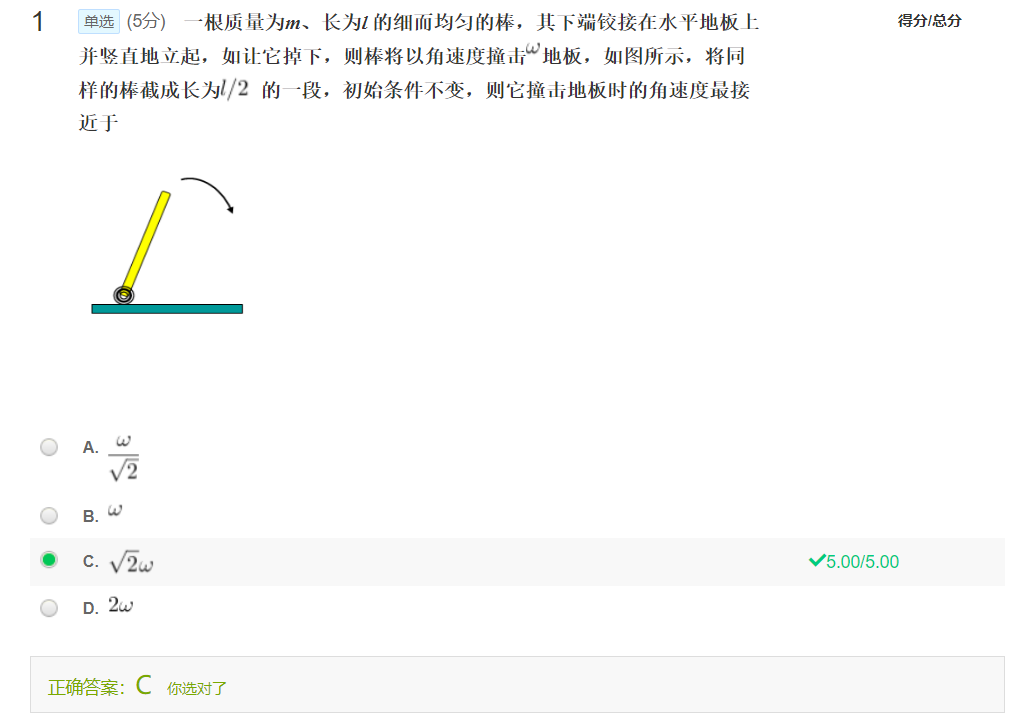 1 单选 (5分) 一根质量为m、长为l 的细而均匀的棒，其下端铰接在水平地板上 得分/总分
并竖直地立起，如让它掉下，则棒将以角速度撞击ω地板，如图所示，将同
样的棒截成长为l/2 的一段，初始条件不变，则它撞击地板时的角速度最接
近于
A. ω/√2
B. ω
C. √2ω 5.00/5.00
D. 2ω
正确答案：C 你选对了